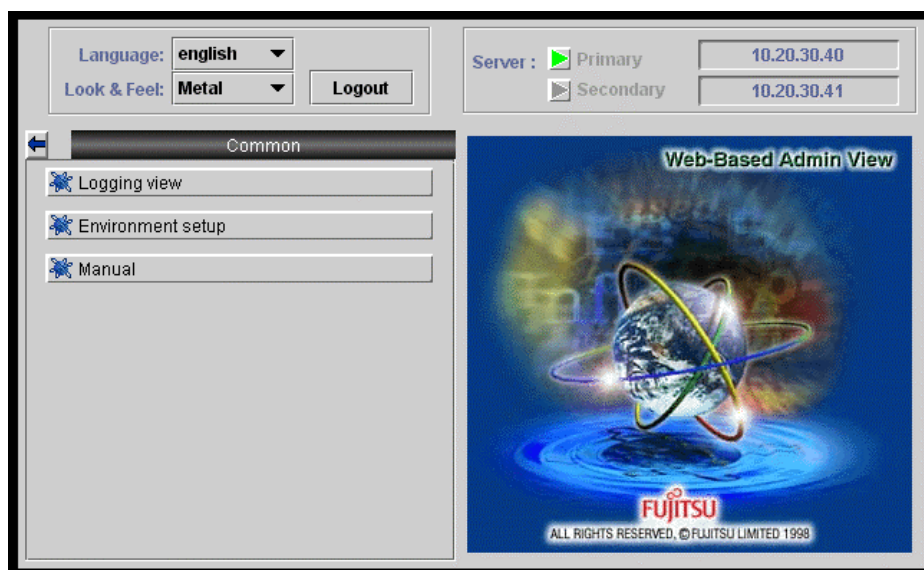 Language: english
Look & Feel: Metal Logout
Server : Primary 10.20.30.40
Secondary 10.20.30.41
Common
Logging view
Environment setup
Manual
Web-Based Admin View
FUJITSU
ALL RIGHTS RESERVED, © FUJITSU LIMITED 1998